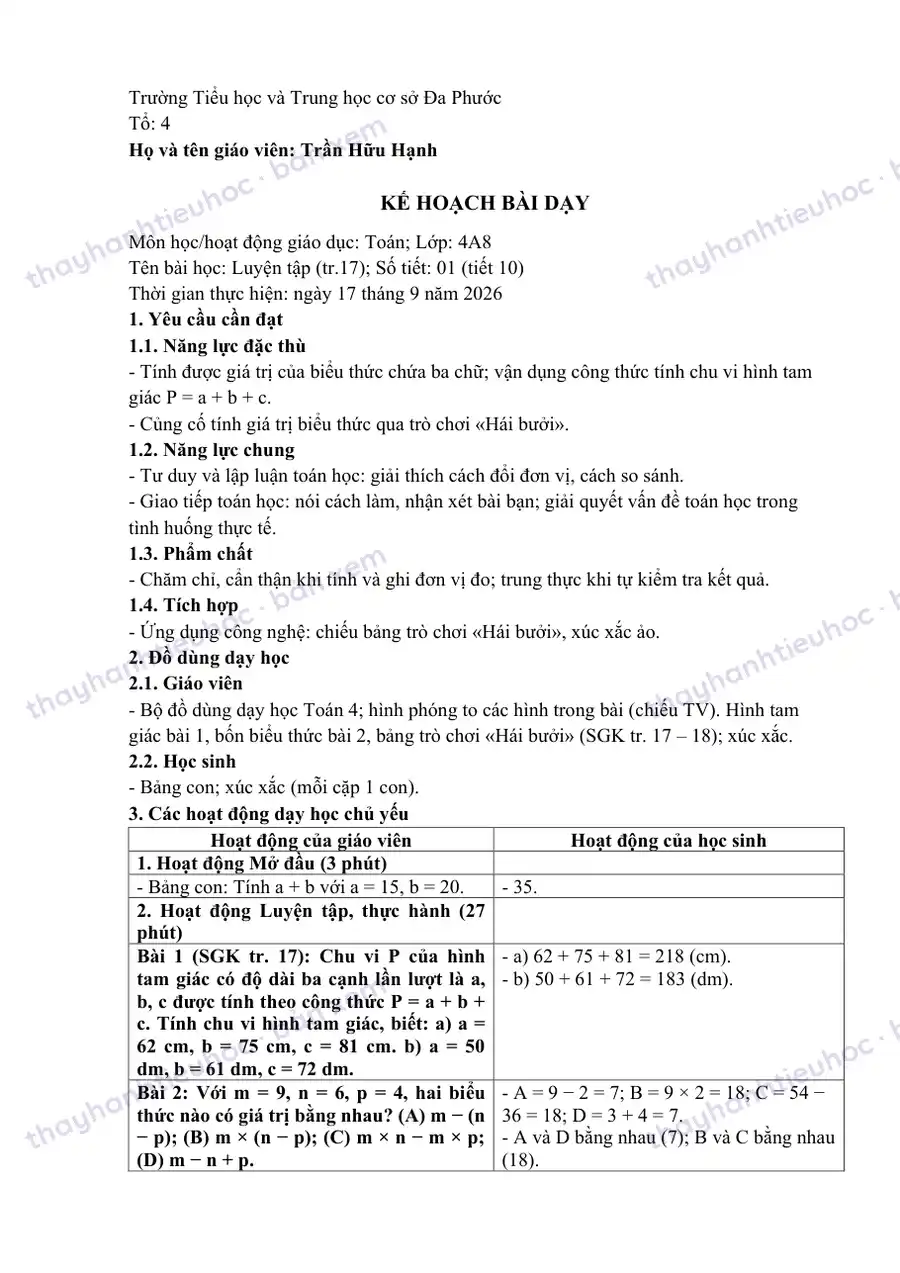 Trường Tiểu học và Trung học cơ sở Đa Phước
Tổ: 4
Họ và tên giáo viên: Trần Hữu Hạnh
KẾ HOẠCH BÀI DẠY
Môn học/hoạt động giáo dục: Toán; Lớp: 4A8
Tên bài học: Luyện tập (tr.17); Số tiết: 01 (tiết 10)
Thời gian thực hiện: ngày 17 tháng 9 năm 2026
1. Yêu cầu cần đạt
1.1. Năng lực đặc thù
- Tính được giá trị của biểu thức chứa ba chữ; vận dụng công thức tính chu vi hình tam
giác P = a + b + c.
- Củng cố tính giá trị biểu thức qua trò chơi «Hái bưởi».
1.2. Năng lực chung
- Tư duy và lập luận toán học: giải thích cách đổi đơn vị, cách so sánh.
- Giao tiếp toán học: nói cách làm, nhận xét bài bạn; giải quyết vấn đề toán học trong
tình huống thực tế.
1.3. Phẩm chất
- Chăm chỉ, cẩn thận khi tính và ghi đơn vị đo; trung thực khi tự kiểm tra kết quả.
1.4. Tích hợp
- Ứng dụng công nghệ: chiếu bảng trò chơi «Hái bưởi», xúc xắc ảo.
2. Đồ dùng dạy học
2.1. Giáo viên
- Bộ đồ dùng dạy học Toán 4; hình phóng to các hình trong bài (chiếu TV). Hình tam
giác bài 1, bốn biểu thức bài 2, bảng trò chơi «Hái bưởi» (SGK tr. 17 – 18); xúc xắc.
2.2. Học sinh
- Bảng con; xúc xắc (mỗi cặp 1 con).
3. Các hoạt động dạy học chủ yếu
Hoạt động của giáo viên
Hoạt động của học sinh
1. Hoạt động Mở đầu (3 phút)
- Bảng con: Tính a + b với a = 15, b = 20.
- 35.
2. Hoạt động Luyện tập, thực hành (27
phút)
Bài 1 (SGK tr. 17): Chu vi P của hình
tam giác có độ dài ba cạnh lần lượt là a,
b, c được tính theo công thức P = a + b +
c. Tính chu vi hình tam giác, biết: a) a =
62 cm, b = 75 cm, c = 81 cm. b) a = 50
dm, b = 61 dm, c = 72 dm.
- a) 62 + 75 + 81 = 218 (cm).
- b) 50 + 61 + 72 = 183 (dm).
Bài 2: Với m = 9, n = 6, p = 4, hai biểu
thức nào có giá trị bằng nhau? (A) m − (n
− p); (B) m × (n − p); (C) m × n − m × p;
(D) m − n + p.
- A = 9 − 2 = 7; B = 9 × 2 = 18; C = 54 −
36 = 18; D = 3 + 4 = 7.
- A và D bằng nhau (7); B và C bằng nhau
(18).
thayhanhtieuhoc · bản xem
thayhanhtieuhoc · b
thayhanhtieuhoc · bản xem
thayhanhtieuhoc · b
thayhanhtieuhoc · bản xem
thayhanhtieuhoc · b